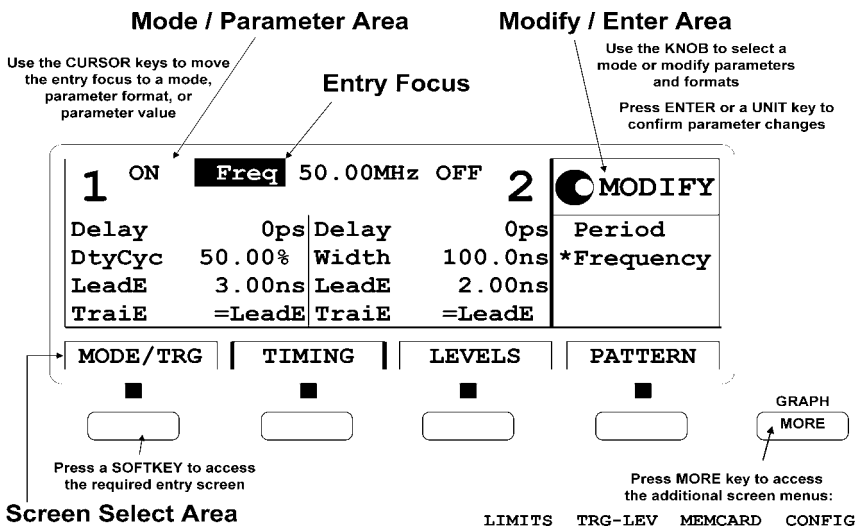 Mode / Parameter Area
Modify / Enter Area
Use the CURSOR keys to move
the entry focus to a mode,
parameter format, or
parameter value
Entry Focus
Use the KNOB to select a
mode or modify parameters
and formats
Press ENTER or a UNIT key to
confirm parameter changes
1 ON Freq 50.00MHz OFF 2 MODIFY
Delay 0ps Delay 0ps Period
DtyCyc 50.00% Width 100.0ns *Frequency
LeadE 3.00ns LeadE 2.00ns
TraiE =LeadE TraiE =LeadE
MODE/TRG TIMING LEVELS PATTERN
GRAPH
MORE
Press a SOFTKEY to access
the required entry screen
Press MORE key to access
the additional screen menus:
Screen Select Area
LIMITS TRG-LEV MEMCARD CONFIG